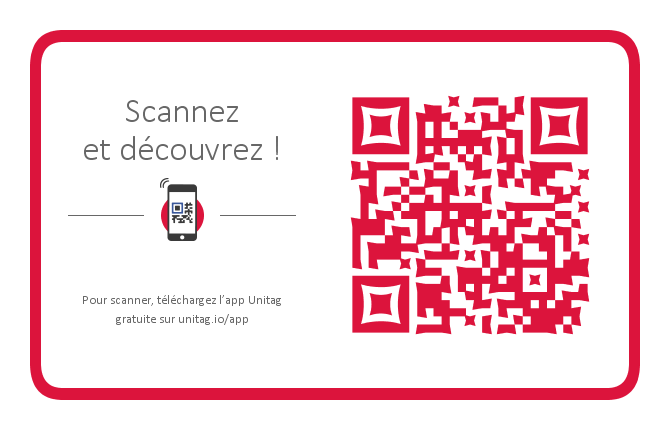 Scannez
et découvrez !
Pour scanner, téléchargez l'app Unitag
gratuite sur unitag.io/app